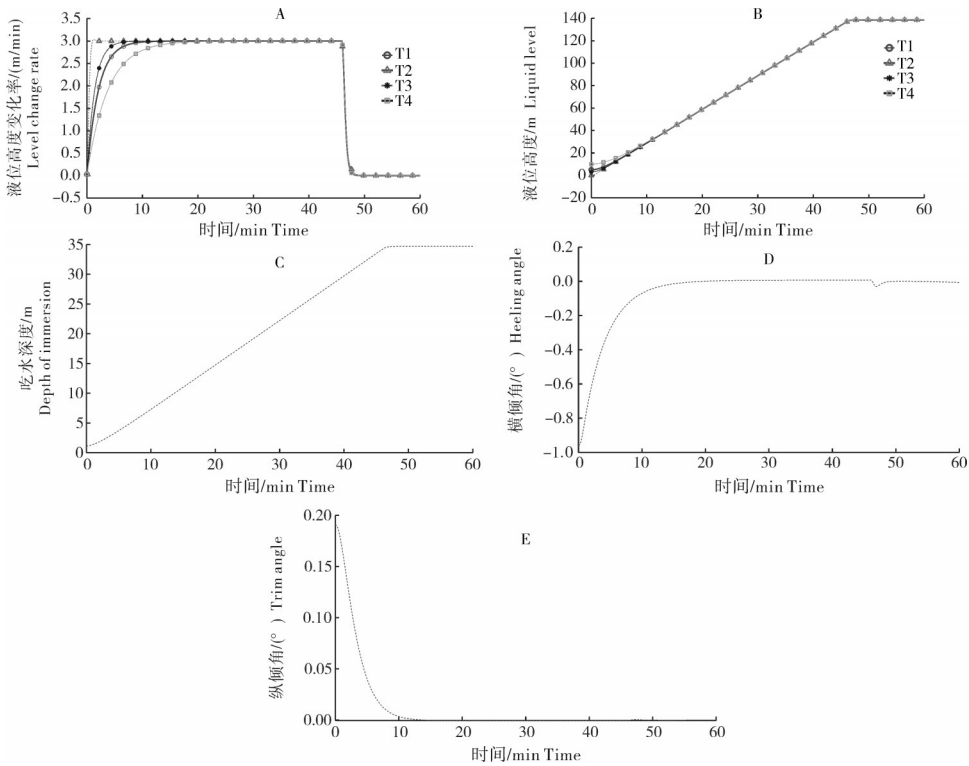 A
液位高度变化率/(m/min)
Level change rate
3.5
3.0
2.5
2.0
1.5
1.0
0.5
0.0
-0.5
0 10 20 30 40 50 60
时间/min Time
T1
T2
T3
T4
B
液位高度/m Liquid level
140
120
100
80
60
40
20
0
-20
0 10 20 30 40 50 60
时间/min Time
T1
T2
T3
T4
C
吃水深度/m
Depth of immersion
35
30
25
20
15
10
5
0
0 10 20 30 40 50 60
时间/min Time
D
横倾角/(°) Heeling angle
0.2
0.0
-0.2
-0.4
-0.6
-0.8
-1.0
0 10 20 30 40 50 60
时间/min Time
E
纵倾角/(°) Trim angle
0.20
0.15
0.10
0.05
0.00
0 10 20 30 40 50 60
时间/min Time